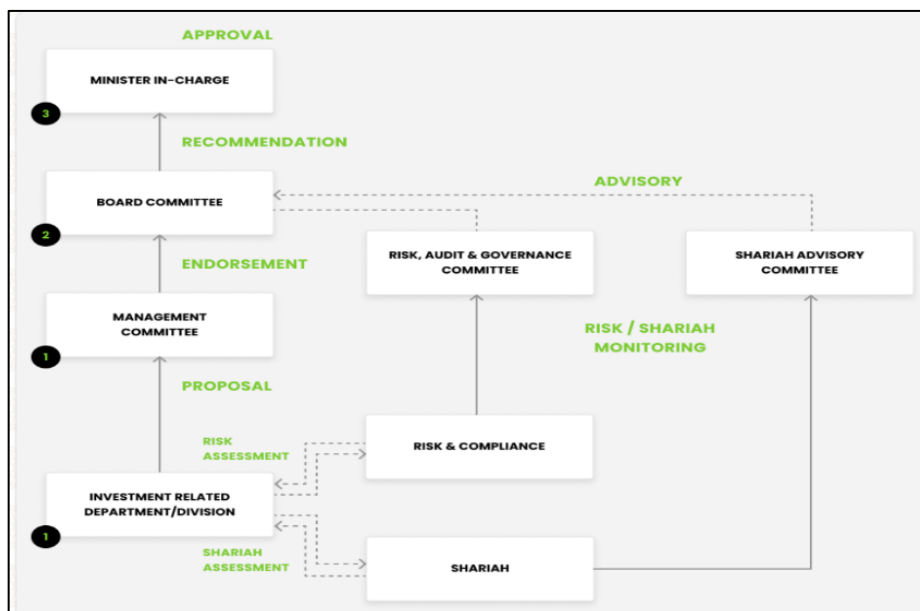 APPROVAL
MINISTER IN-CHARGE
3
RECOMMENDATION
ADVISORY
BOARD COMMITTEE
2
RISK, AUDIT & GOVERNANCE
COMMITTEE
SHARIAH ADVISORY
COMMITTEE
ENDORSEMENT
MANAGEMENT
COMMITTEE
1
RISK / SHARIAH
MONITORING
PROPOSAL
RISK
ASSESSMENT
RISK & COMPLIANCE
INVESTMENT RELATED
DEPARTMENT/DIVISION
1
SHARIAH
ASSESSMENT
SHARIAH